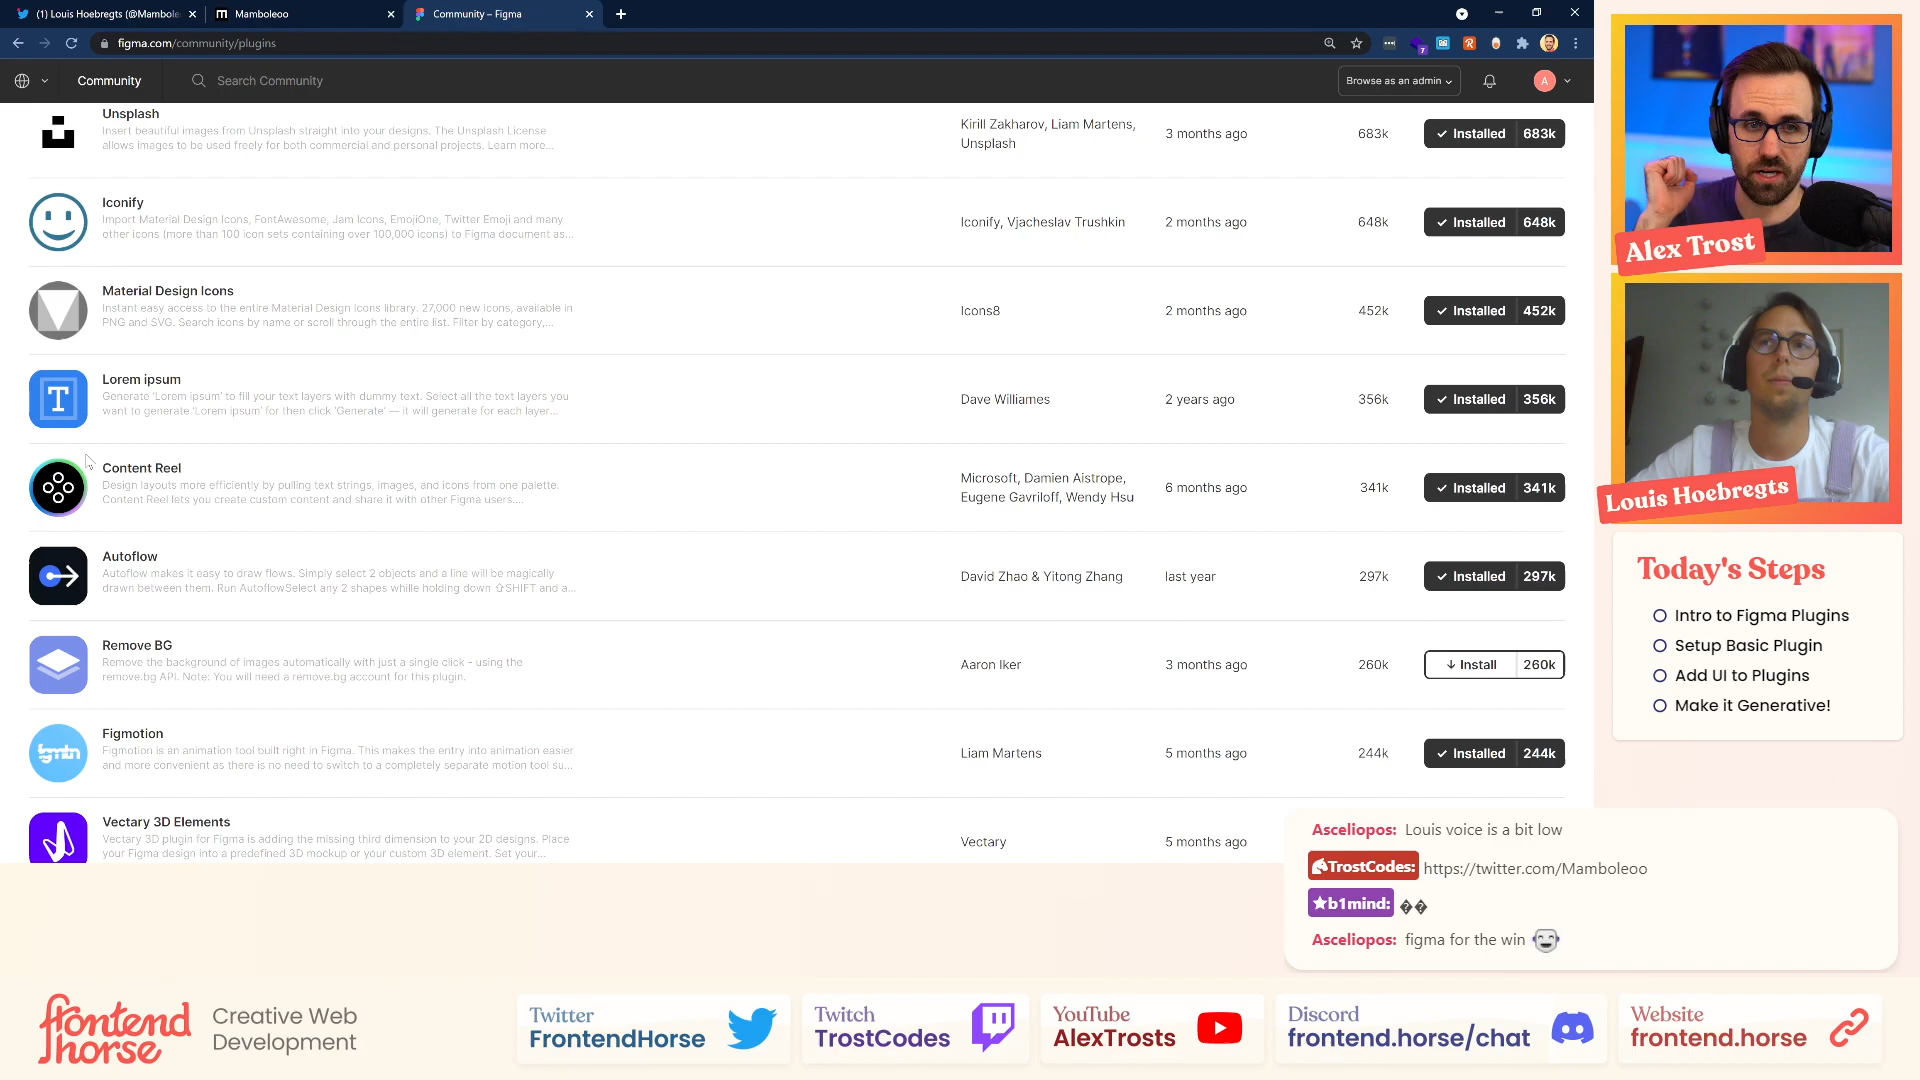 (1) Louis Hoebregts (@Mambole
Mamboleoo
Community – Figma
figma.com/community/plugins
7
Community
Search Community
Browse as an admin
A
Unsplash
Insert beautiful images from Unsplash straight into your designs. The Unsplash License
allows images to be used freely for both commercial and personal projects. Learn more...
Kirill Zakharov, Liam Martens,
Unsplash
3 months ago
683k
Installed 683k
Iconify
Import Material Design Icons, FontAwesome, Jam Icons, EmojiOne, Twitter Emoji and many
other icons (more than 100 icon sets containing over 100,000 icons) to Figma document as...
Iconify, Vjacheslav Trushkin
2 months ago
648k
Installed 648k
Material Design Icons
Instant easy access to the entire Material Design Icons library. 27,000 new icons, available in
PNG and SVG. Search icons by name or scroll through the entire list. Filter by category,...
Icons8
2 months ago
452k
Installed 452k
Lorem ipsum
Generate 'Lorem ipsum' to fill your text layers with dummy text. Select all the text layers you
want to generate 'Lorem ipsum' for then click 'Generate' — it will generate for each layer...
Dave Williames
2 years ago
356k
Installed 356k
Content Reel
Design layouts more efficiently by pulling text strings, images, and icons from one palette.
Content Reel lets you create custom content and share it with other Figma users....
Microsoft, Damien Aistrope,
Eugene Gavriloff, Wendy Hsu
6 months ago
341k
Installed 341k
Autoflow
Autoflow makes it easy to draw flows. Simply select 2 objects and a line will be magically
drawn between them. Run AutoflowSelect any 2 shapes while holding down ⇧SHIFT and a...
David Zhao & Yitong Zhang
last year
297k
Installed 297k
Remove BG
Remove the background of images automatically with just a single click - using the
remove.bg API. Note: You will need a remove.bg account for this plugin.
Aaron Iker
3 months ago
260k
Install 260k
figmtn
Figmotion
Figmotion is an animation tool built right in Figma. This makes the entry into animation easier
and more convenient as there is no need to switch to a completely separate motion tool su...
Liam Martens
5 months ago
244k
Installed 244k
Vectary 3D Elements
Vectary 3D plugin for Figma is adding the missing third dimension to your 2D designs. Place
your Figma design into a predefined 3D mockup or your custom 3D element. Set your...
Vectary
5 months ago
Alex Trost
Louis Hoebregts
Today's Steps
Intro to Figma Plugins
Setup Basic Plugin
Add UI to Plugins
Make it Generative!
Asceliopos: Louis voice is a bit low
TrostCodes: https://twitter.com/Mamboleoo
b1mind: ��
Asceliopos: figma for the win
frontend
horse
Creative Web
Development
Twitter
FrontendHorse
Twitch
TrostCodes
YouTube
AlexTrosts
Discord
frontend.horse/chat
Website
frontend.horse